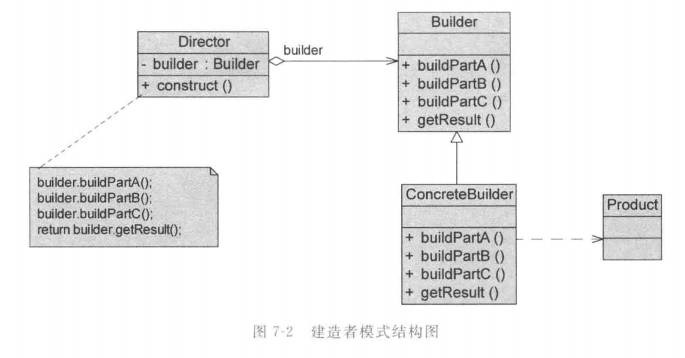 Director
- builder : Builder
+ construct ()
builder
Builder
+ buildPartA ()
+ buildPartB ()
+ buildPartC ()
+ getResult ()
builder.buildPartA();
builder.buildPartB();
builder.buildPartC();
return builder.getResult();
ConcreteBuilder
+ buildPartA ()
+ buildPartB ()
+ buildPartC ()
+ getResult ()
Product
图 7-2 建造者模式结构图